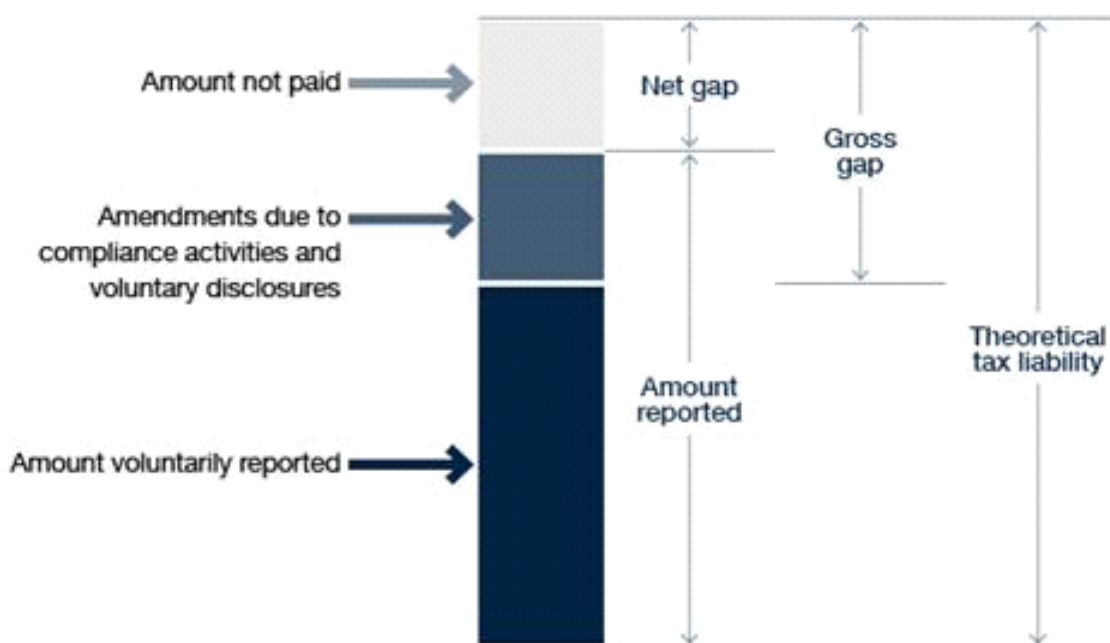 Amount not paid
Net gap
Gross
gap
Amendments due to
compliance activities and
voluntary disclosures
Theoretical
tax liability
Amount
reported
Amount voluntarily reported